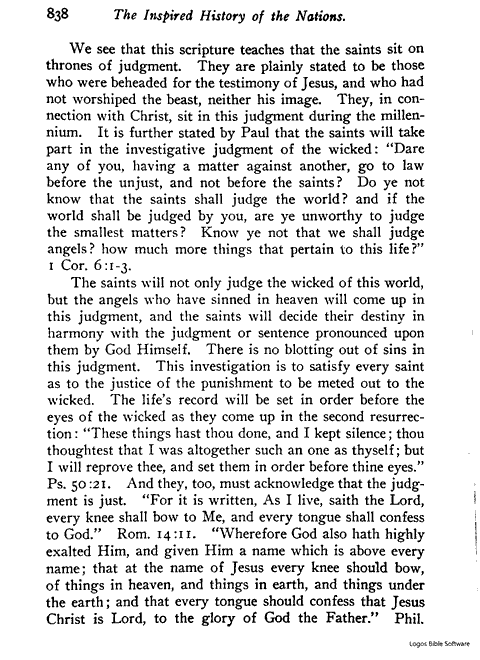 838 The Inspired History of the Nations.
We see that this scripture teaches that the saints sit on
thrones of judgment. They are plainly stated to be those
who were beheaded for the testimony of Jesus, and who had
not worshiped the beast, neither his image. They, in con-
nection with Christ, sit in this judgment during the millen-
nium. It is further stated by Paul that the saints will take
part in the investigative judgment of the wicked: "Dare
any of you, having a matter against another, go to law
before the unjust, and not before the saints? Do ye not
know that the saints shall judge the world? and if the
world shall be judged by you, are ye unworthy to judge
the smallest matters? Know ye not that we shall judge
angels? how much more things that pertain to this life?"
1 Cor. 6:1-3.
The saints will not only judge the wicked of this world,
but the angels who have sinned in heaven will come up in
this judgment, and the saints will decide their destiny in
harmony with the judgment or sentence pronounced upon
them by God Himself. There is no blotting out of sins in
this judgment. This investigation is to satisfy every saint
as to the justice of the punishment to be meted out to the
wicked. The life's record will be set in order before the
eyes of the wicked as they come up in the second resurrec-
tion: "These things hast thou done, and I kept silence; thou
thoughtest that I was altogether such an one as thyself; but
I will reprove thee, and set them in order before thine eyes."
Ps. 50:21. And they, too, must acknowledge that the judg-
ment is just. "For it is written, As I live, saith the Lord,
every knee shall bow to Me, and every tongue shall confess
to God." Rom. 14:11. "Wherefore God also hath highly
exalted Him, and given Him a name which is above every
name; that at the name of Jesus every knee should bow,
of things in heaven, and things in earth, and things under
the earth; and that every tongue should confess that Jesus
Christ is Lord, to the glory of God the Father." Phil.
Logos Bible Software